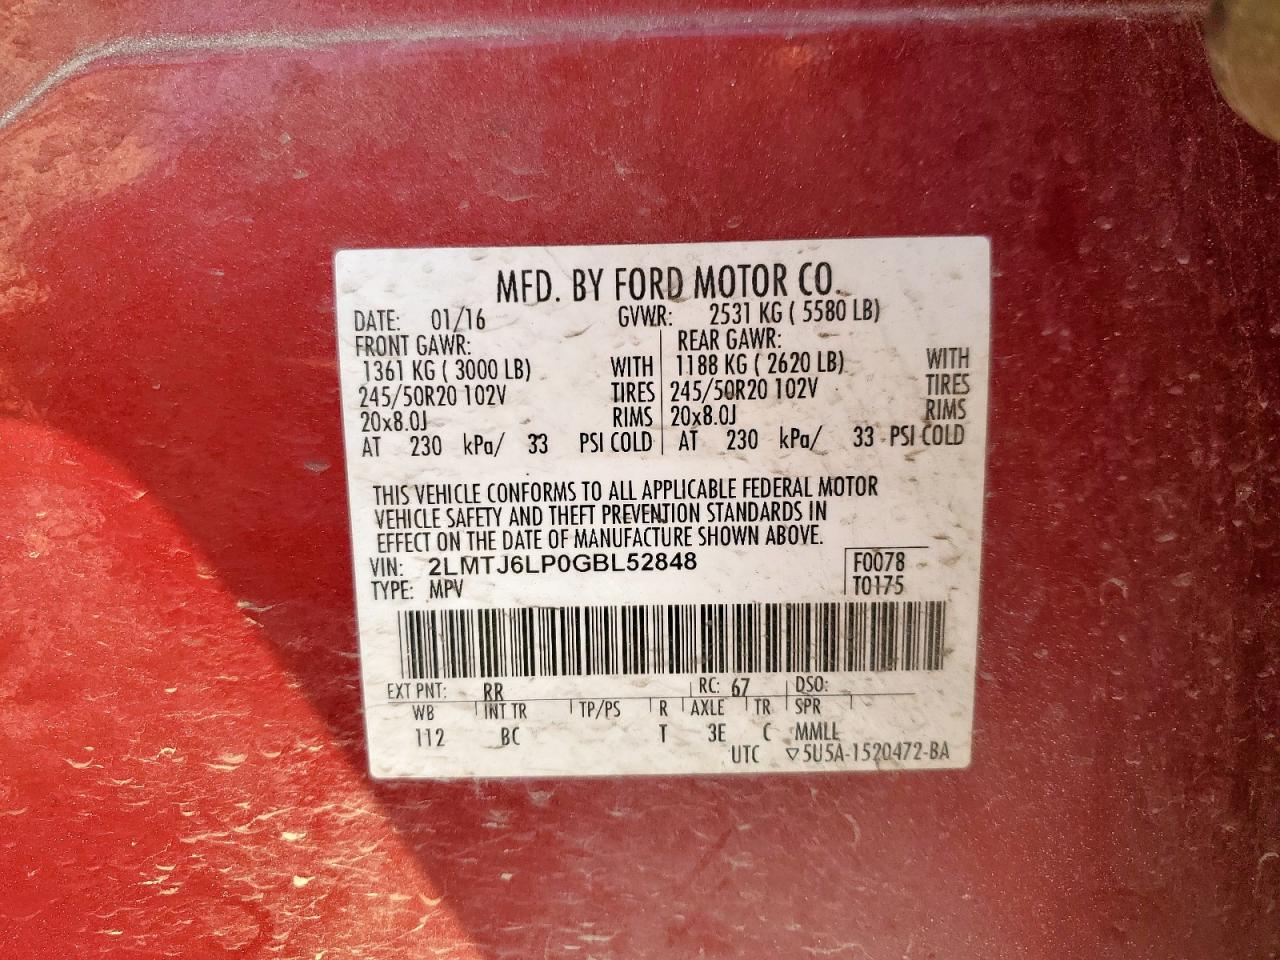 MFD. BY FORD MOTOR CO.
DATE: 01/16 GVWR: 2531 KG ( 5580 LB)
FRONT GAWR: REAR GAWR:
1361 KG ( 3000 LB) WITH 1188 KG ( 2620 LB) WITH
245/50R20 102V TIRES 245/50R20 102V TIRES
20x8.0J RIMS 20x8.0J RIMS
AT 230 kPa/ 33 PSI COLD AT 230 kPa/ 33 PSI COLD
THIS VEHICLE CONFORMS TO ALL APPLICABLE FEDERAL MOTOR
VEHICLE SAFETY AND THEFT PREVENTION STANDARDS IN
EFFECT ON THE DATE OF MANUFACTURE SHOWN ABOVE.
VIN: 2LMTJ6LP0GBL52848 F0078
TYPE: MPV T0175
EXT PNT: RR RC: 67 DSO:
WB INT TR TP/PS R AXLE TR SPR
112 BC T 3E C MMLL
UTC ▽5U5A-1520472-BA